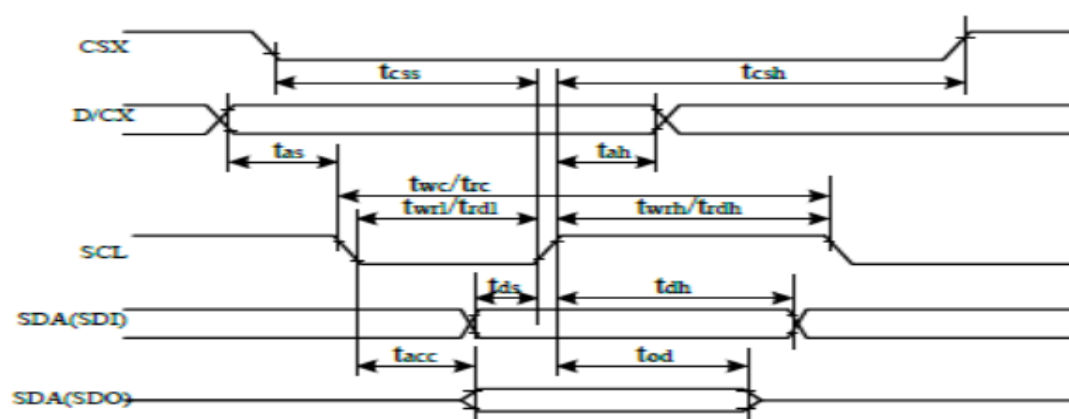 CSX
tcss tcsh
D/CX
tas tah
twc/trc
twrl/trdl twrh/trdh
SCL
tds tdh
SDA(SDI)
tacc tod
SDA(SDO)